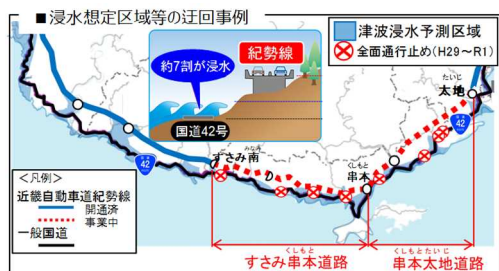 ■浸水想定区域等の迂回事例
津波浸水予測区域
全面通行止め(H29~R1)
紀勢線
約7割が浸水
国道42号
たいじ
太地
42
みなみ
すさみ南
くしもと
串本
42
42
<凡例>
近畿自動車道紀勢線
開通済
事業中
一般国道
くしもと
すさみ串本道路
くしもとたいじ
串本太地道路